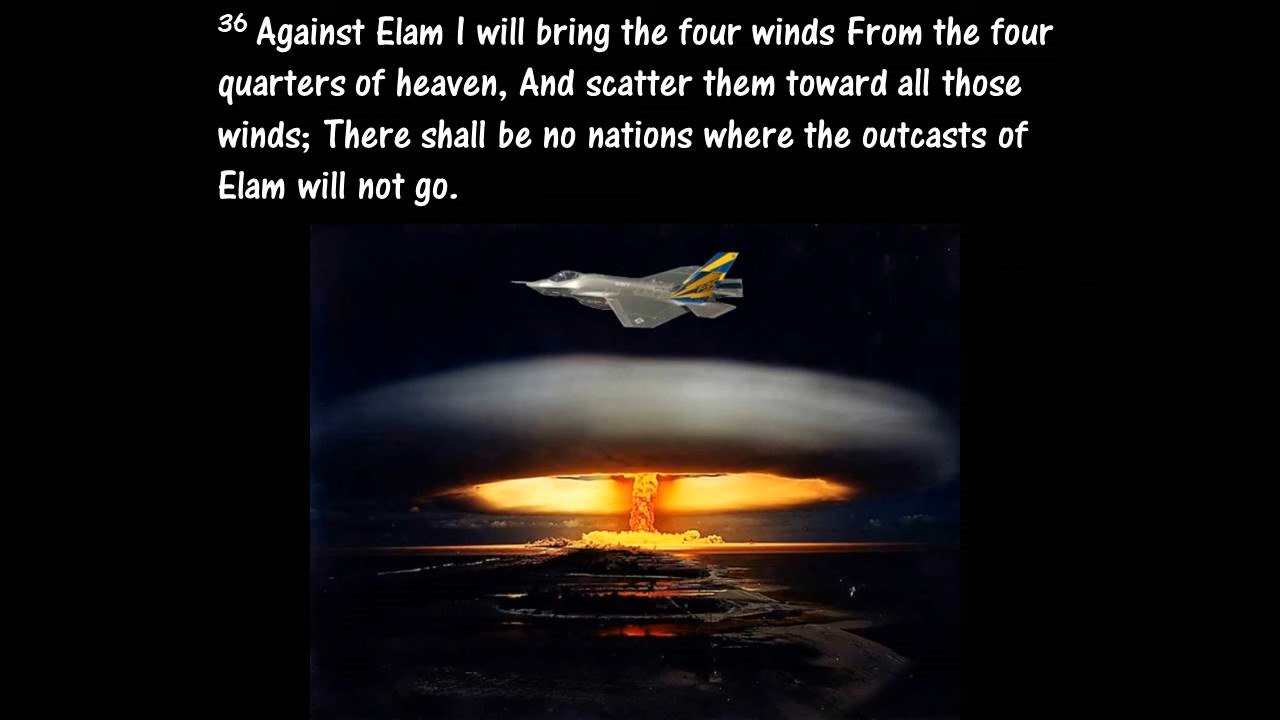 36 Against Elam I will bring the four winds From the four
quarters of heaven, And scatter them toward all those
winds; There shall be no nations where the outcasts of
Elam will not go.